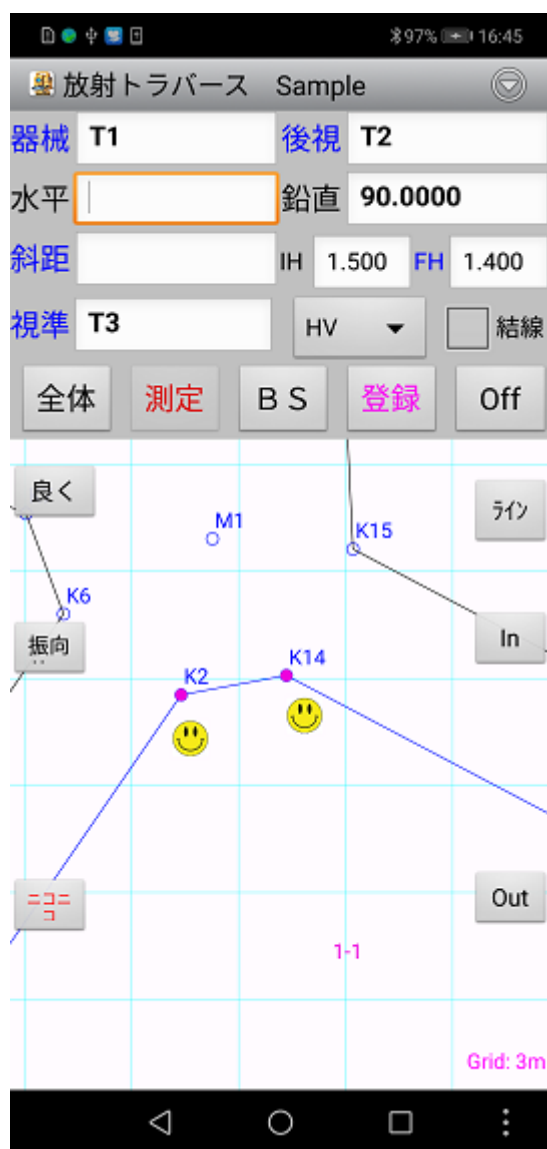 97% 16:45
放射トラバース Sample
器械 T1 後視 T2
水平 鉛直 90.0000
斜距 IH 1.500 FH 1.400
視準 T3 HV 結線
全体 測定 ＢＳ 登録 Off
良く ﾗｲﾝ
M1
K15
K6
振向 In
K14
K2
ニコニコ Out
1-1
Grid: 3m